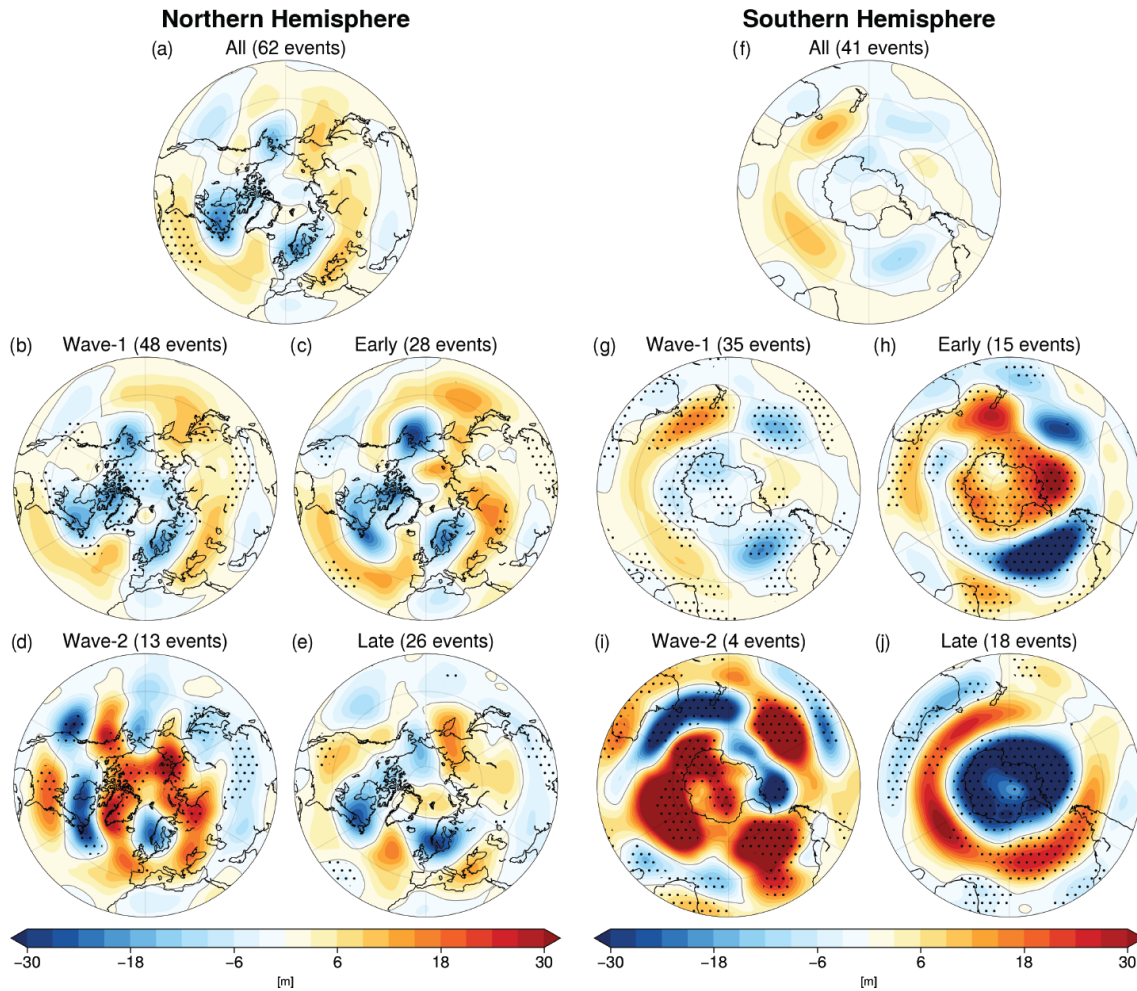 Northern Hemisphere
Southern Hemisphere
(a) All (62 events)
(f) All (41 events)
(b) Wave-1 (48 events)
(c) Early (28 events)
(g) Wave-1 (35 events)
(h) Early (15 events)
(d) Wave-2 (13 events)
(e) Late (26 events)
(i) Wave-2 (4 events)
(j) Late (18 events)
−30 −18 −6 6 18 30
[m]
−30 −18 −6 6 18 30
[m]